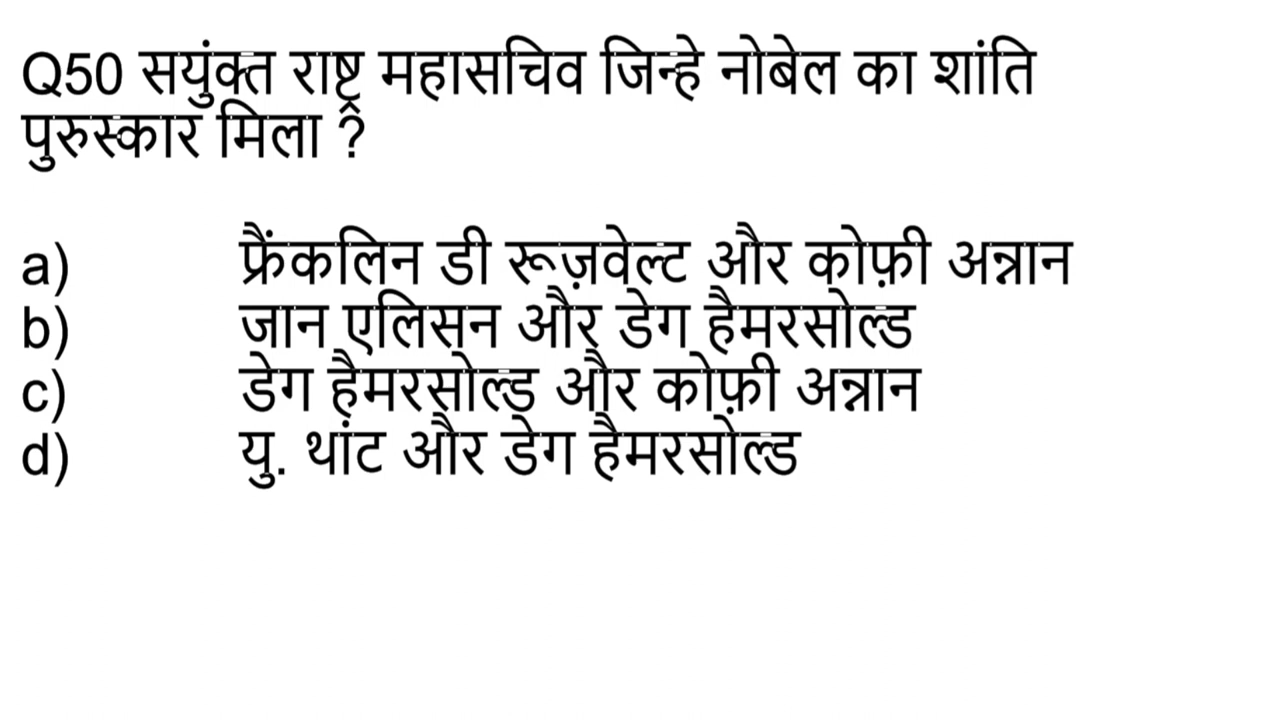 Q50 सयुंक्त राष्ट्र महासचिव जिन्हे नोबेल का शांति
पुरुस्कार मिला ?
a) फ्रैंकलिन डी रूज़वेल्ट और कोफ़ी अन्नान
b) जान एलिसन और डेग हैमरसोल्ड
c) डेग हैमरसोल्ड और कोफ़ी अन्नान
d) यु. थांट और डेग हैमरसोल्ड